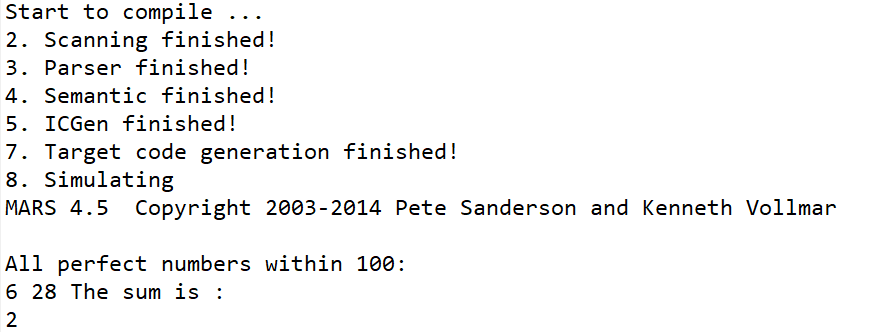 Start to compile ...
2. Scanning finished!
3. Parser finished!
4. Semantic finished!
5. ICGen finished!
7. Target code generation finished!
8. Simulating
MARS 4.5  Copyright 2003-2014 Pete Sanderson and Kenneth Vollmar
All perfect numbers within 100:
6 28 The sum is :
2